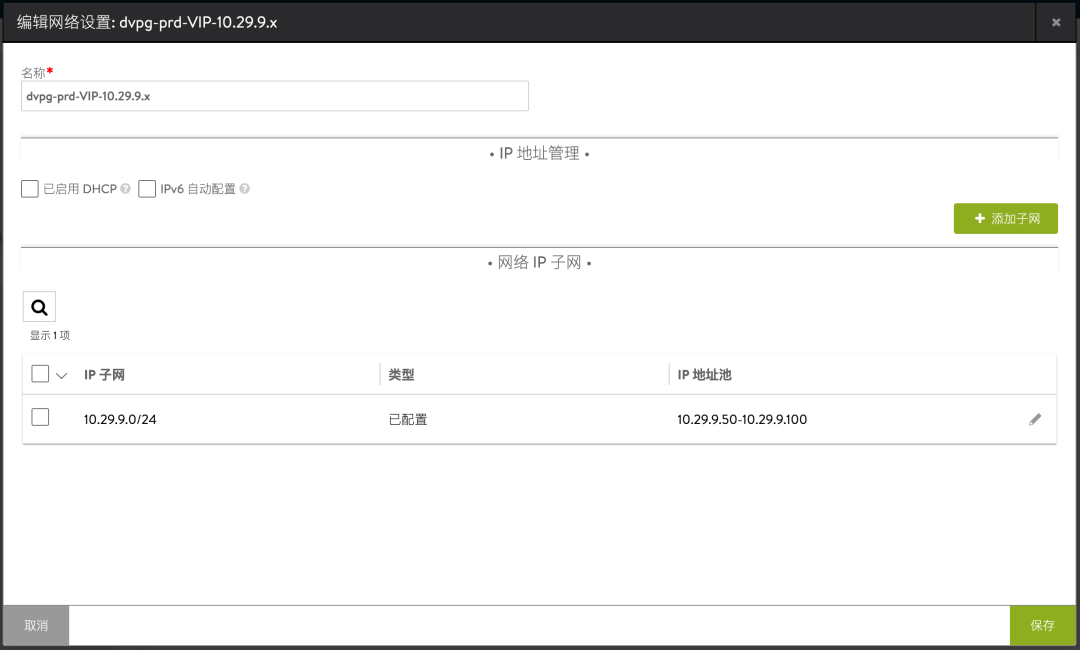 编辑网络设置: dvpg-prd-VIP-10.29.9.x
名称*
dvpg-prd-VIP-10.29.9.x
• IP 地址管理 •
已启用 DHCP ? IPv6 自动配置 ?
添加子网
• 网络 IP 子网 •
显示 1 项
IP 子网 类型 IP 地址池
10.29.9.0/24 已配置 10.29.9.50-10.29.9.100
取消 保存